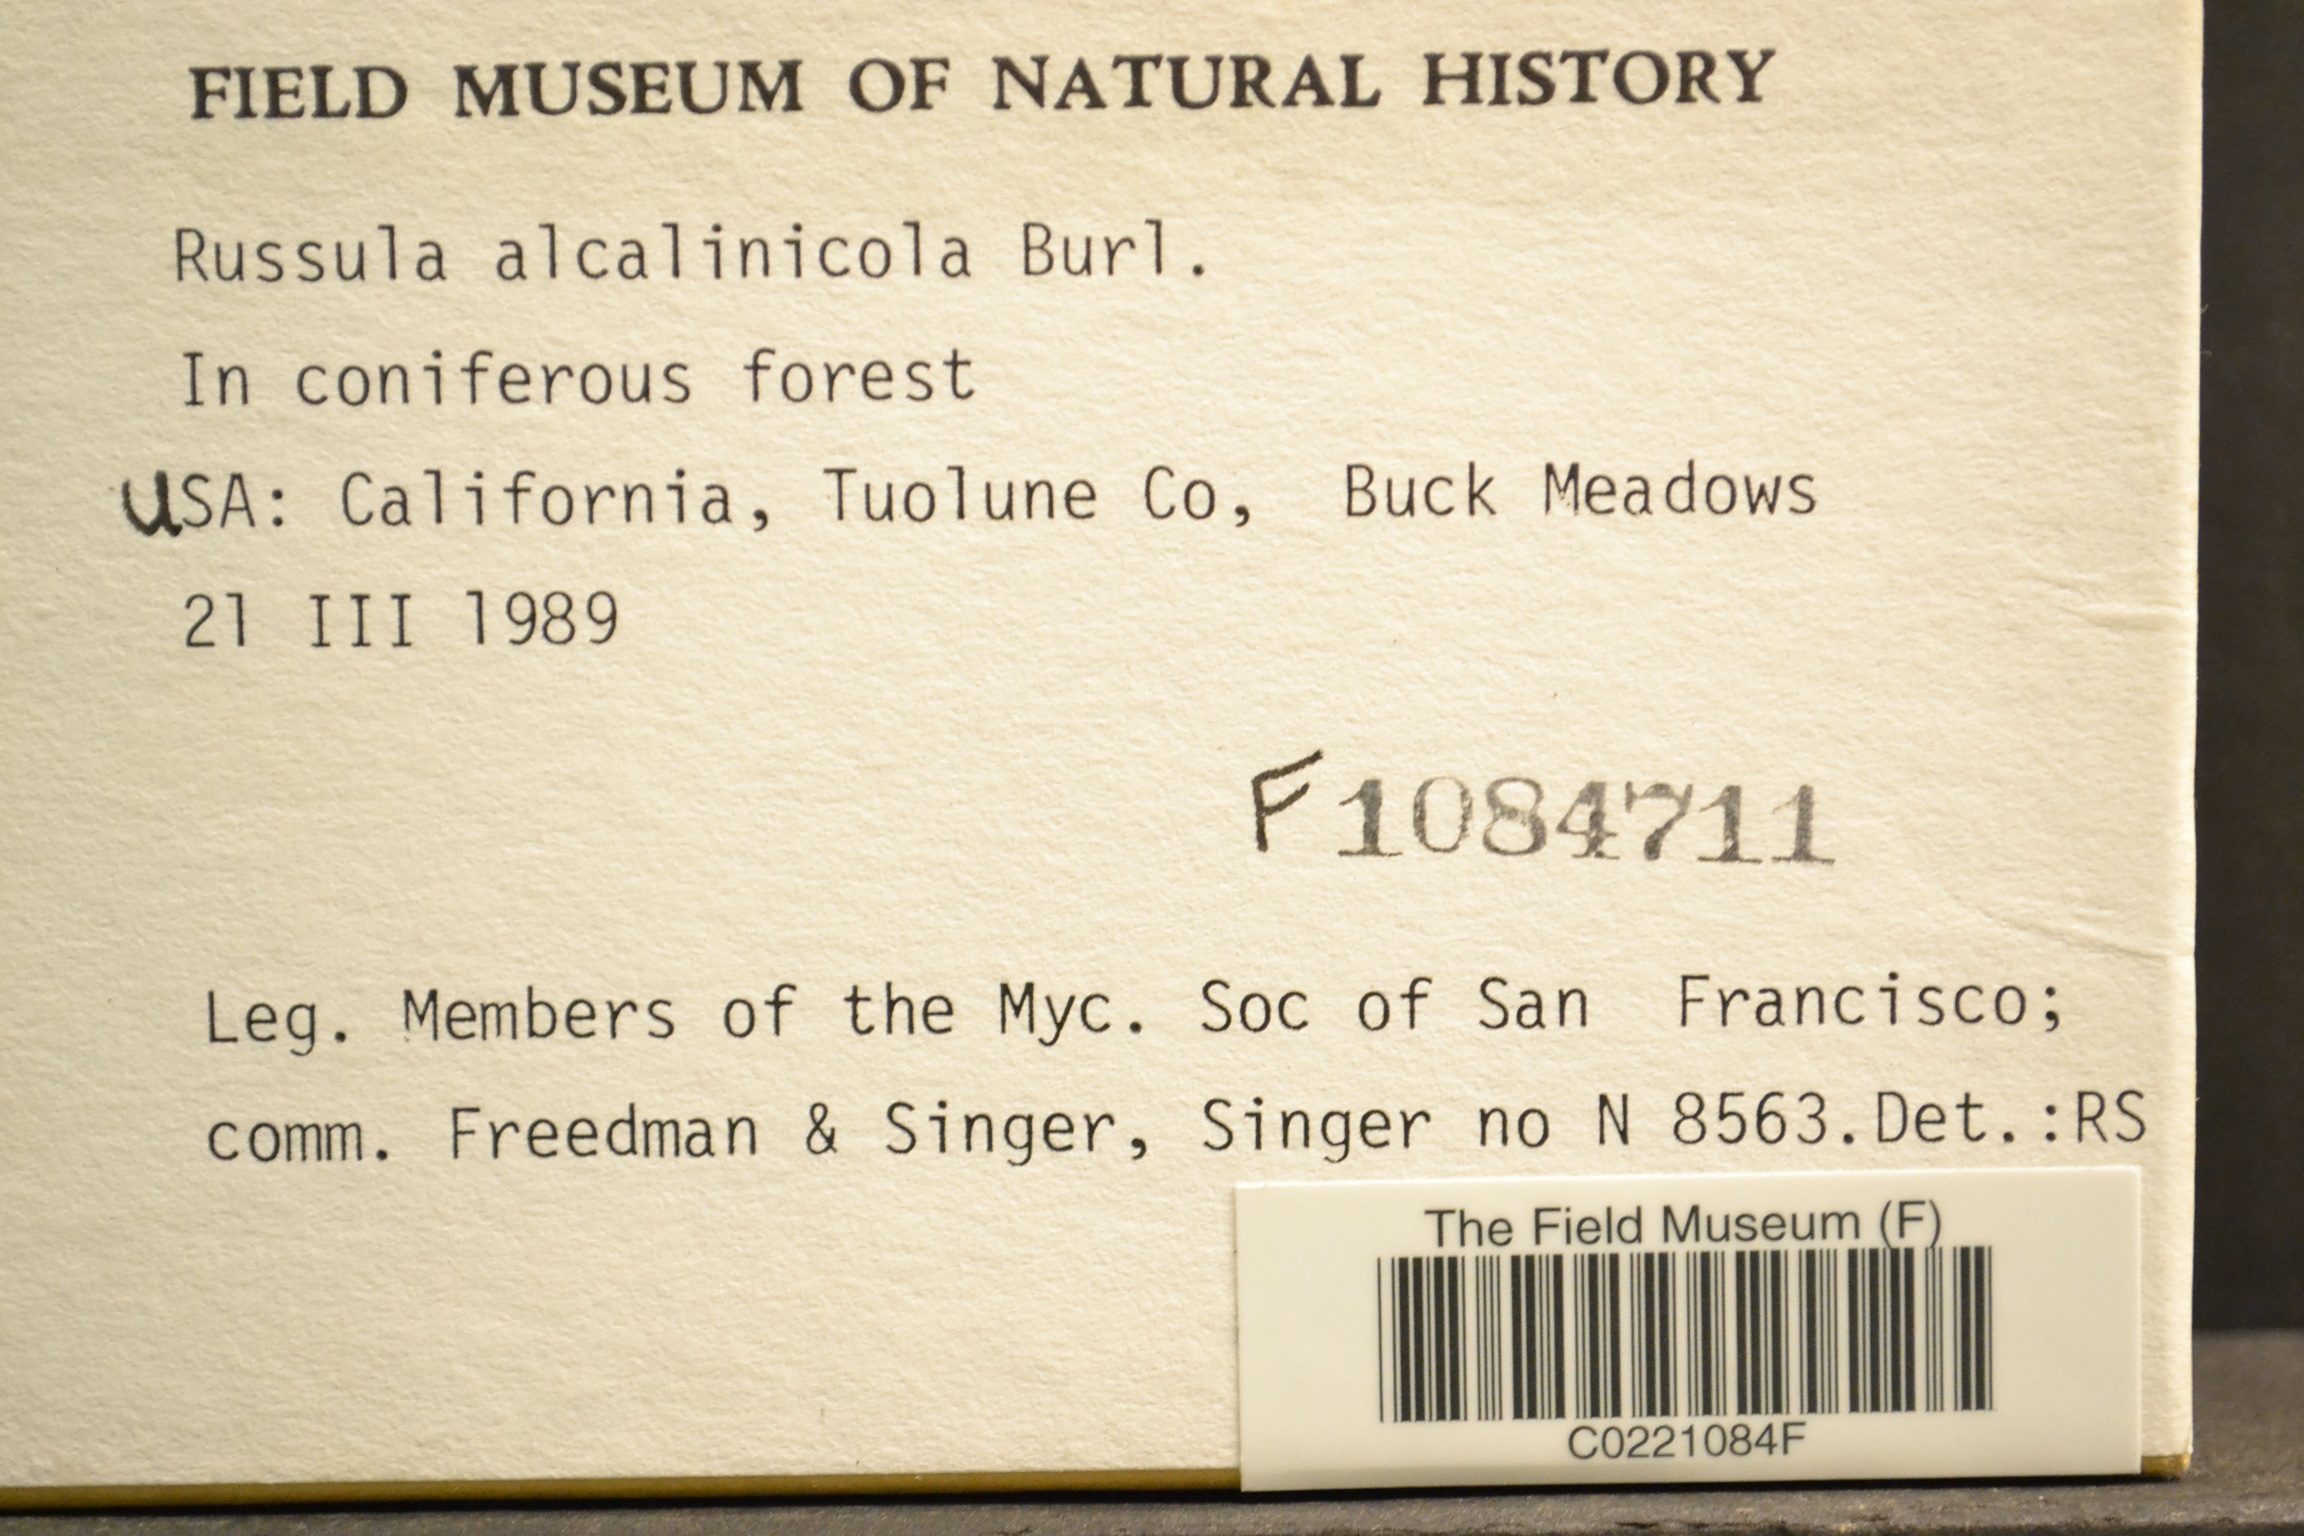 FIELD MUSEUM OF NATURAL HISTORY
Russula alcalinicola Burl.
In coniferous forest
USA: California, Tuolune Co, Buck Meadows
21 III 1989
F1084711
Leg. Members of the Myc. Soc of San Francisco;
comm. Freedman & Singer, Singer no N 8563.Det.:RS
The Field Museum (F)
C0221084F